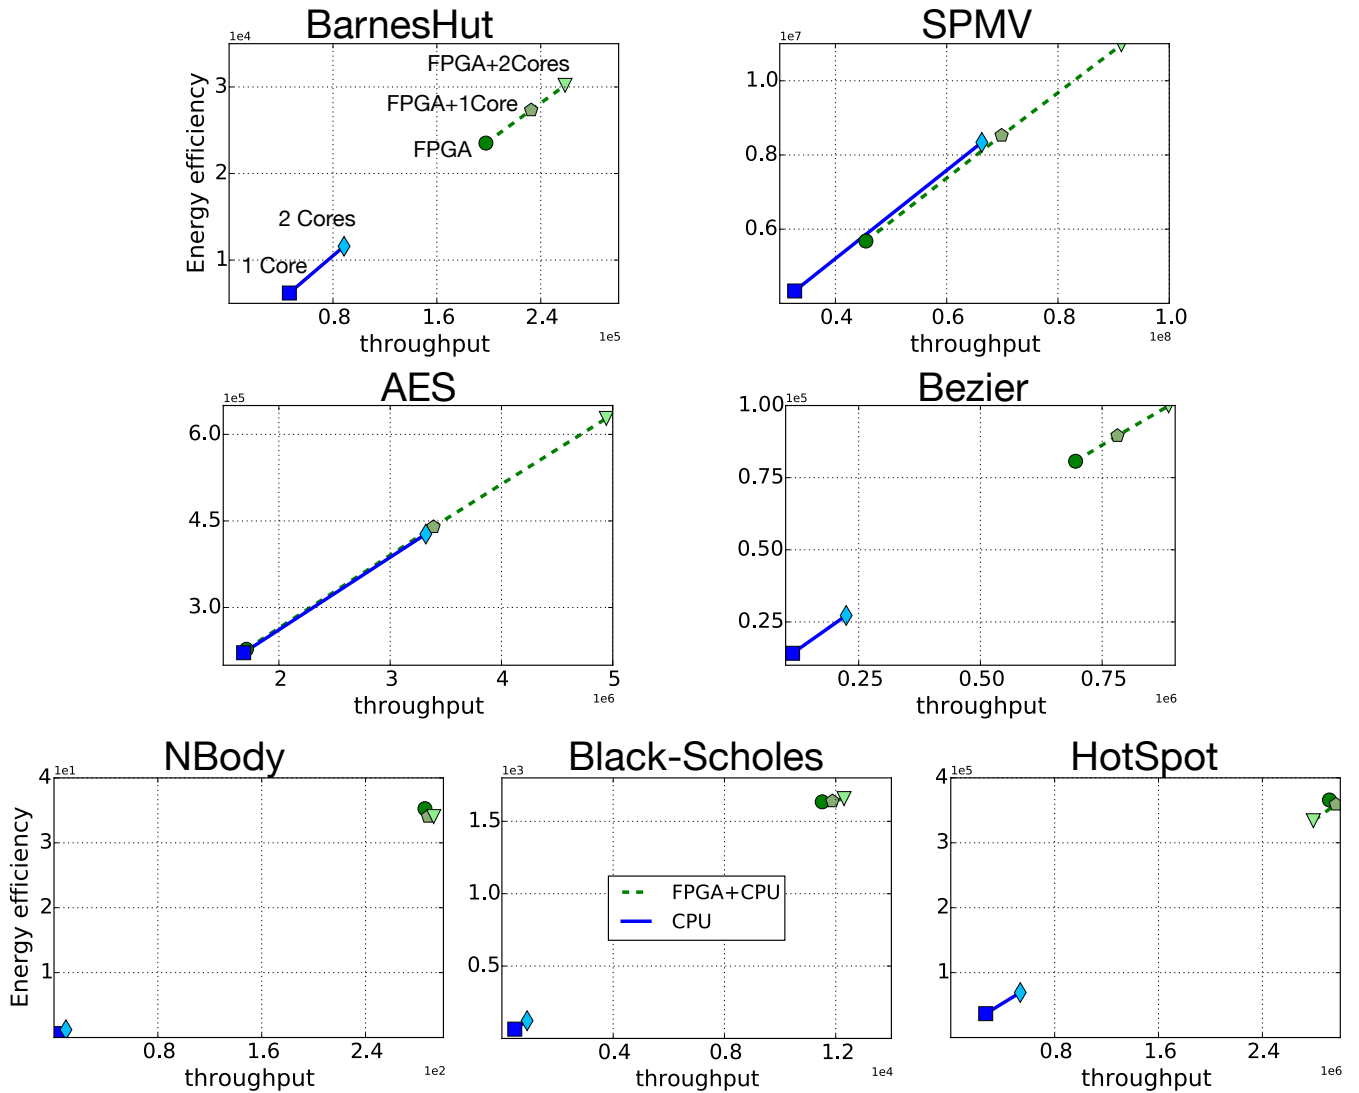 BarnesHut
1e4
Energy efficiency
3
2
1
FPGA+2Cores
FPGA+1Core
FPGA
2 Cores
1 Core
0.8 1.6 2.4
throughput
1e5
SPMV
1e7
1.0
0.8
0.6
0.4 0.6 0.8 1.0
throughput
1e8
AES
1e5
6.0
4.5
3.0
2 3 4 5
throughput
1e6
Bezier
1e5
1.00
0.75
0.50
0.25
0.25 0.50 0.75
throughput
1e6
NBody
1e1
Energy efficiency
4
3
2
1
0.8 1.6 2.4
throughput
1e2
Black-Scholes
1e3
1.5
1.0
0.5
FPGA+CPU
CPU
0.4 0.8 1.2
throughput
1e4
HotSpot
1e5
4
3
2
1
0.8 1.6 2.4
throughput
1e6